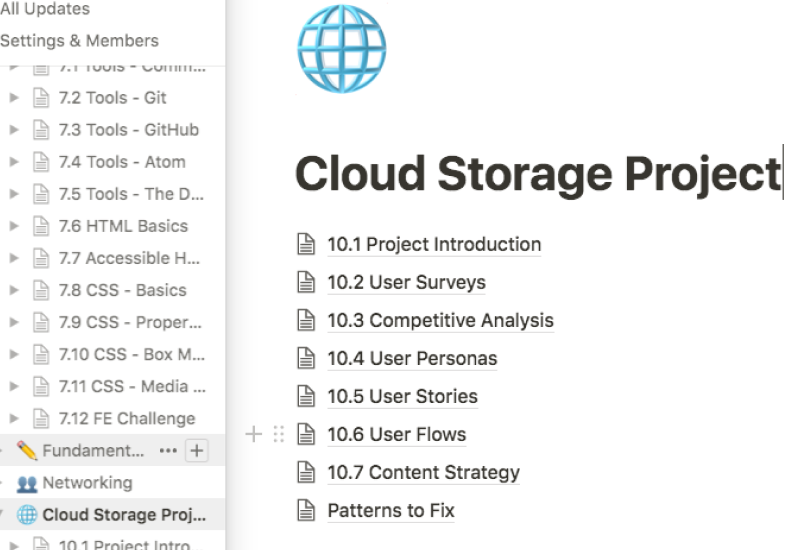 All Updates
Settings & Members
7.1 Tools - Comm...
7.2 Tools - Git
7.3 Tools - GitHub
7.4 Tools - Atom
7.5 Tools - The D...
7.6 HTML Basics
7.7 Accessible H...
7.8 CSS - Basics
7.9 CSS - Proper...
7.10 CSS - Box M...
7.11 CSS - Media ...
7.12 FE Challenge
Fundament...
Networking
Cloud Storage Proj...
10.1 Project Intro...
Cloud Storage Project
10.1 Project Introduction
10.2 User Surveys
10.3 Competitive Analysis
10.4 User Personas
10.5 User Stories
10.6 User Flows
10.7 Content Strategy
Patterns to Fix